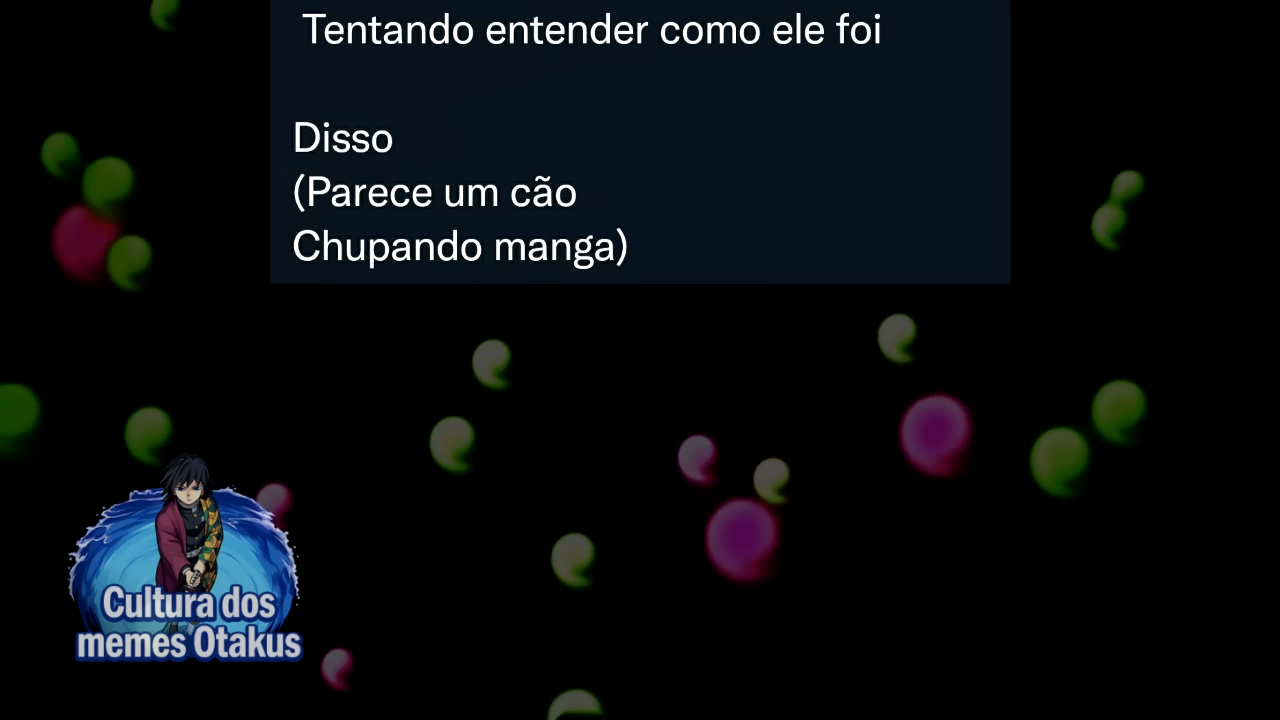 Tentando entender como ele foi
Disso
(Parece um cão
Chupando manga)
Cultura dos
memes Otakus